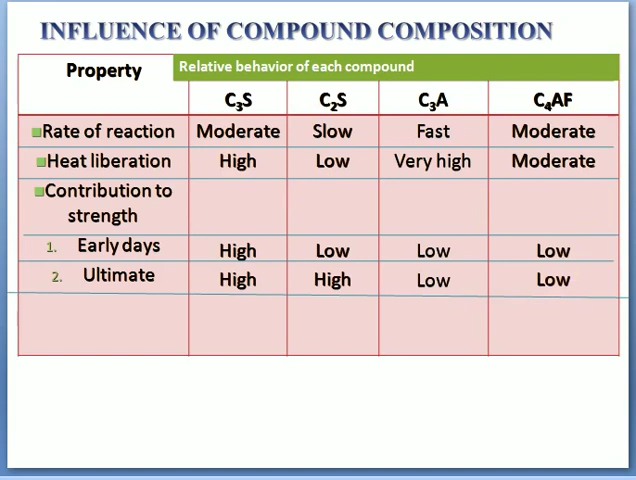 INFLUENCE OF COMPOUND COMPOSITION
Property Relative behavior of each compound
C₃S C₂S C₃A C₄AF
Rate of reaction Moderate Slow Fast Moderate
Heat liberation High Low Very high Moderate
Contribution to
strength
1. Early days High Low Low Low
2. Ultimate High High Low Low